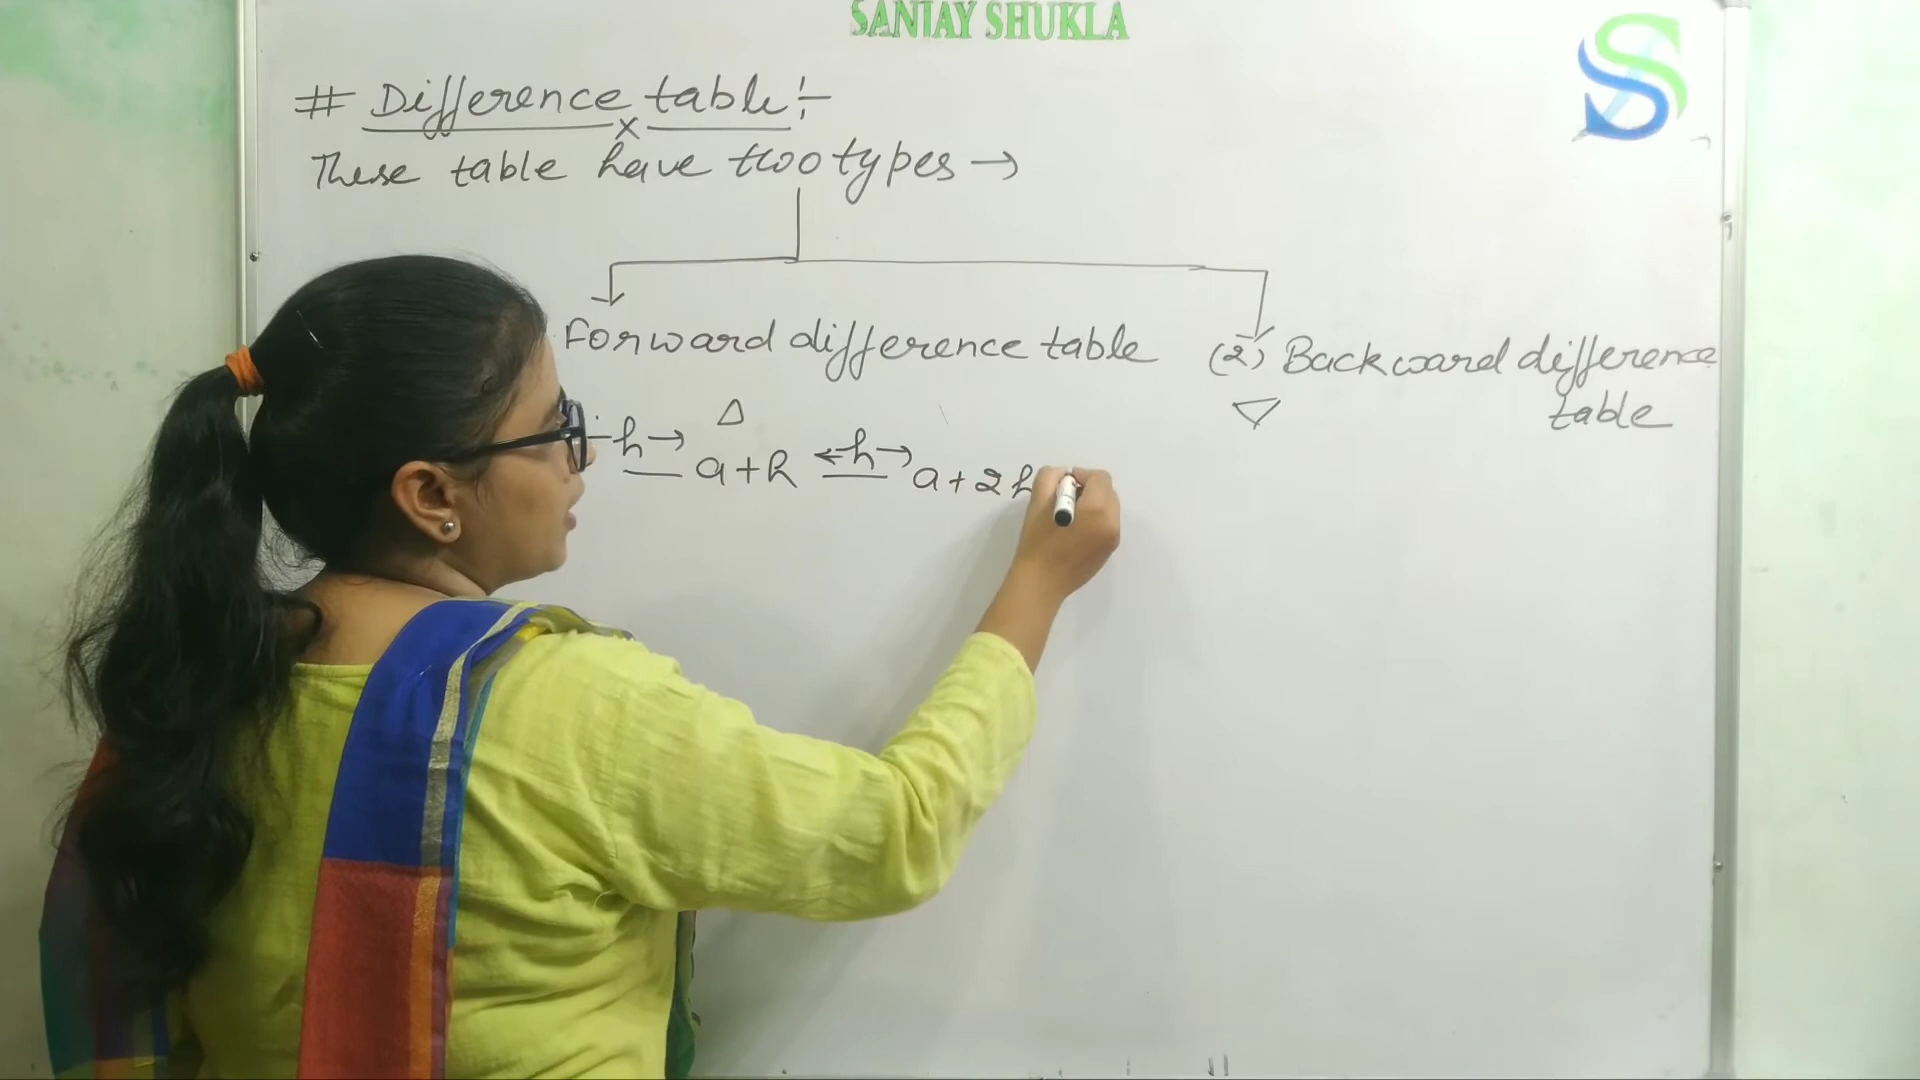 SANJAY SHUKLA
# Difference table :-
These table have two types →
Forward difference table
(2) Backward difference
table
Δ
∇
h→ a+h ←h→ a+2h